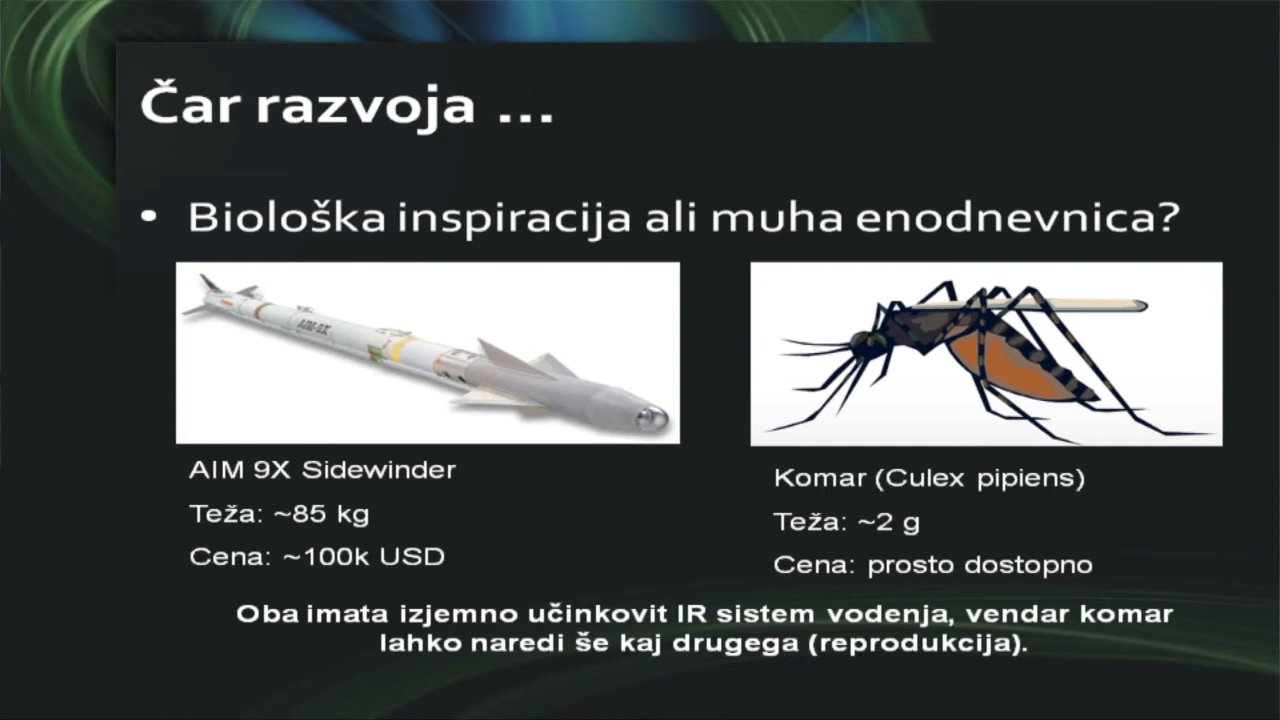 Čar razvoja ...
• Biološka inspiracija ali muha enodnevnica?
AIM-9X
AIM 9X Sidewinder
Teža: ~85 kg
Cena: ~100k USD
Komar (Culex pipiens)
Teža: ~2 g
Cena: prosto dostopno
Oba imata izjemno učinkovit IR sistem vodenja, vendar komar
lahko naredi še kaj drugega (reprodukcija).